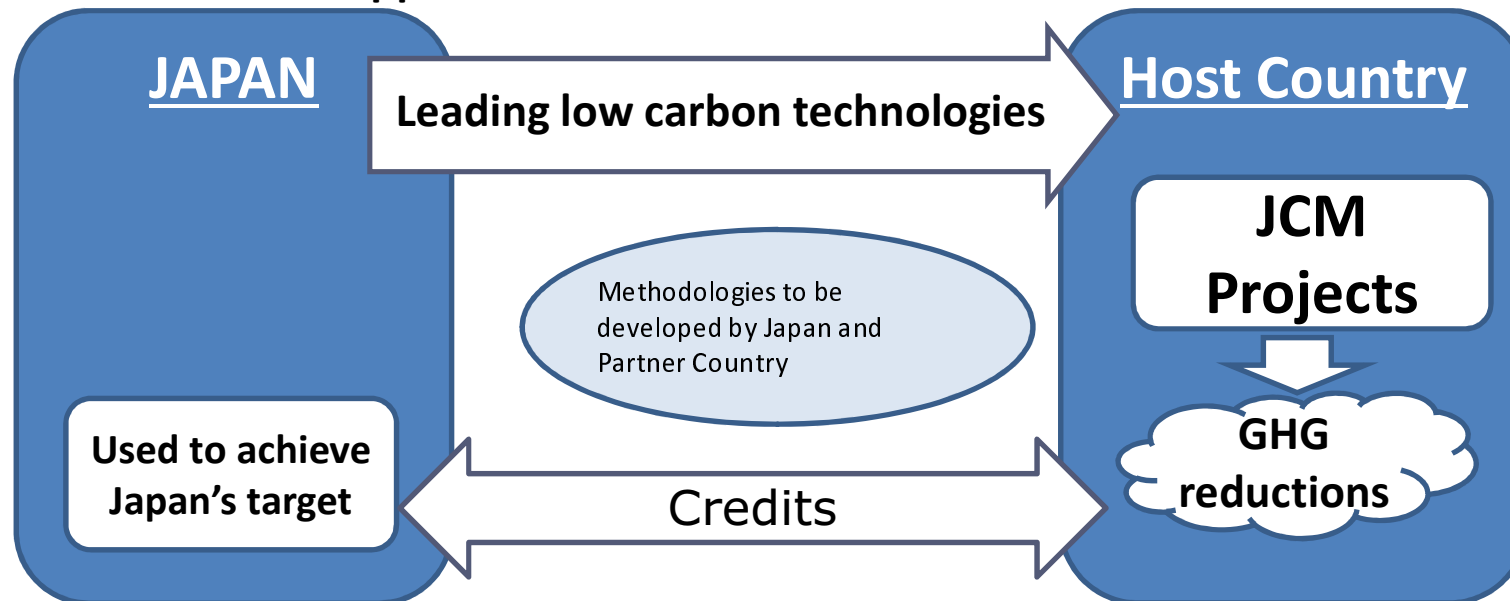 JAPAN
Leading low carbon technologies
Host Country
JCM
Projects
Methodologies to be
developed by Japan and
Partner Country
GHG
reductions
Used to achieve
Japan's target
Credits